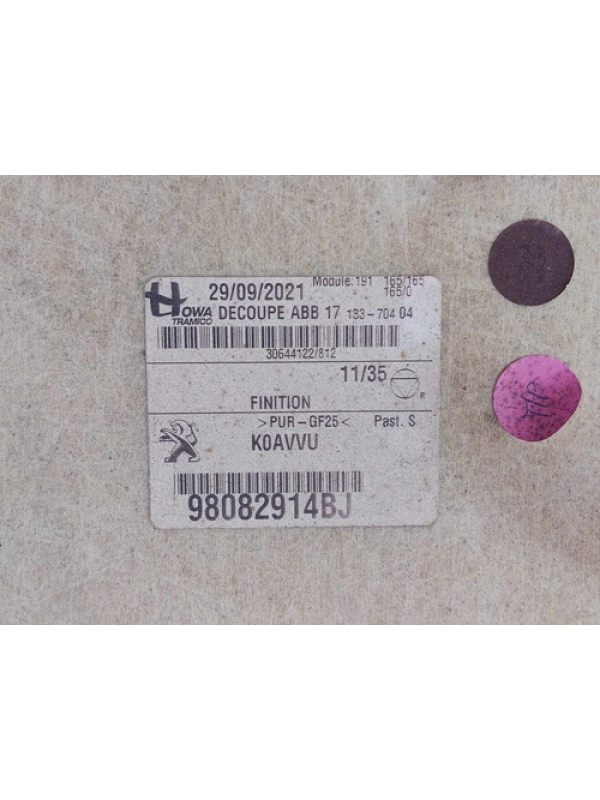 HOWA
TRAMICO
29/09/2021
Module:191 165/165
165/0
DECOUPE ABB 17 133-704 04
30644122/812
11/35
FINITION
>PUR-GF25< Past. S
K0AVVU
98082914BJ